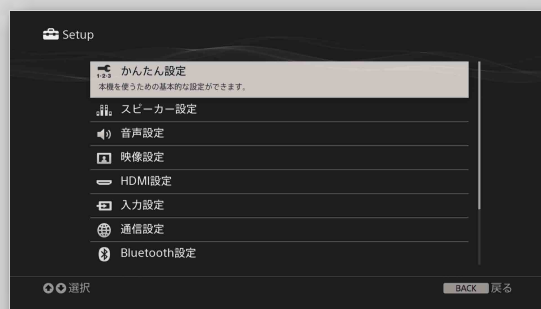 Setup
1･2･3
かんたん設定
本機を使うための基本的な設定ができます。
スピーカー設定
音声設定
映像設定
HDMI設定
入力設定
通信設定
Bluetooth設定
選択 BACK 戻る